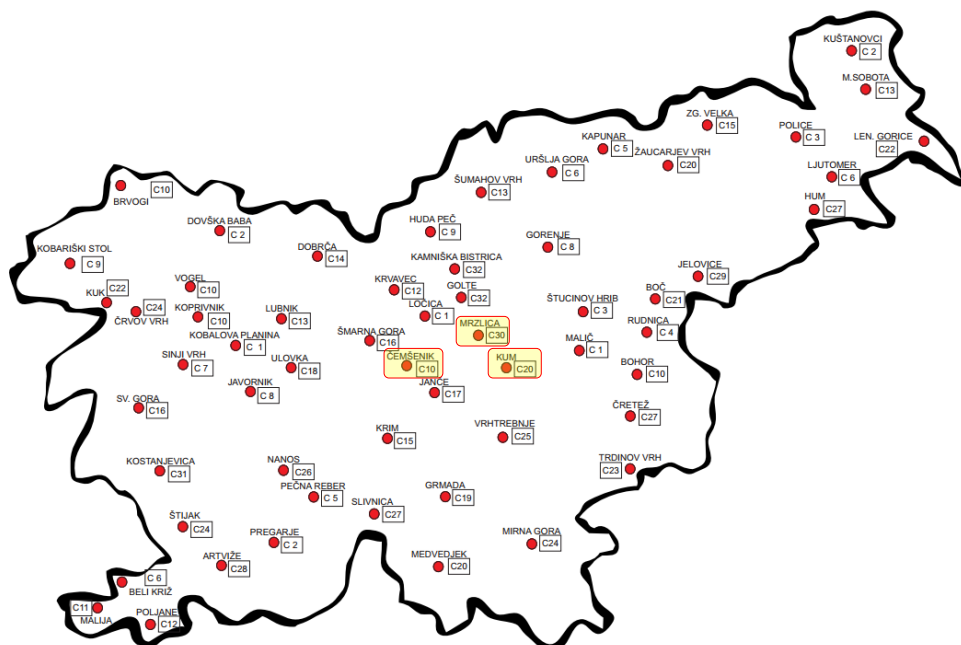 KUŠTANOVCI
C 2
M.SOBOTA
C13
ZG. VELKA
C15
POLICE
C 3
LEN. GORICE
C22
KAPUNAR
C 5
ŽAUCARJEV VRH
C20
URŠLJA GORA
C 6
LJUTOMER
C 6
ŠUMAHOV VRH
C13
HUM
C27
BRVOGI
C10
DOVŠKA BABA
C 2
HUDA PEČ
C 9
GORENJE
C 8
DOBRČA
C14
KOBARIŠKI STOL
C 9
KAMNIŠKA BISTRICA
C32
JELOVICE
C29
VOGEL
C10
KRVAVEC
C12
GOLTE
C32
KUK
C22
ČRVOV VRH
C24
KOPRIVNIK
C10
LUBNIK
C13
LOČICA
C 1
ŠTUCINOV HRIB
C 3
BOČ
C21
MRZLICA
C30
RUDNICA
C 4
KOBALOVA PLANINA
C 1
ŠMARNA GORA
C16
MALIČ
C 1
SINJI VRH
C 7
ULOVKA
C18
ČEMŠENIK
C10
KUM
C20
BOHOR
C10
JAVORNIK
C 8
JANČE
C17
SV. GORA
C16
ČRETEŽ
C27
KRIM
C15
VRHTREBNJE
C25
KOSTANJEVICA
C31
NANOS
C26
TRDINOV VRH
C23
PEČNA REBER
C 5
GRMADA
C19
SLIVNICA
C27
ŠTIJAK
C24
PREGARJE
C 2
MIRNA GORA
C24
ARTVIŽE
C28
MEDVEDJEK
C20
C 6
BELI KRIŽ
C11
MALIJA
POLJANE
C12